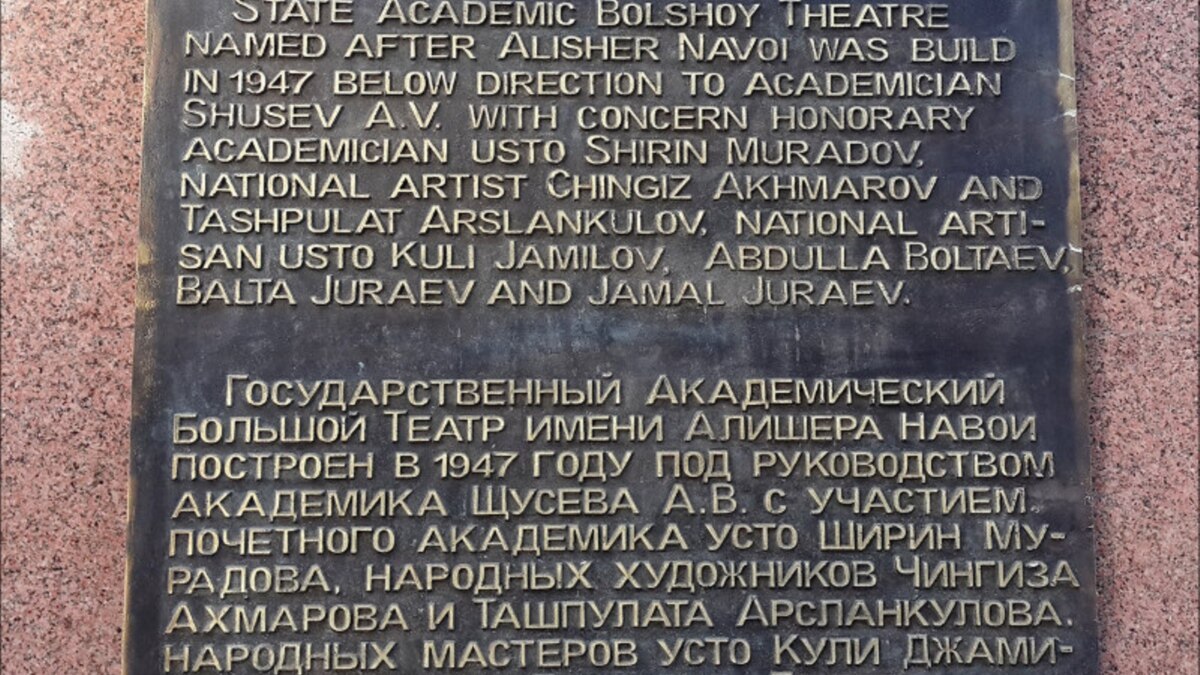 State Academic Bolshoy Theatre
named after Alisher Navoi was build
in 1947 below direction to academician
Shusev A.V. with concern honorary
academician usto Shirin Muradov,
national artist Chingiz Akhmarov and
Tashpulat Arslankulov, national arti-
san usto Kuli Jamilov, Abdulla Boltaev,
Balta Juraev and Jamal Juraev.
Государственный Академический
Большой Театр имени Алишера Навои
построен в 1947 году под руководством
академика Щусева А.В. с участием
почетного академика усто Ширин Му-
радова, народных художников Чингиза
Ахмарова и Ташпулата Арсланкулова,
народных мастеров усто Кули Джами-